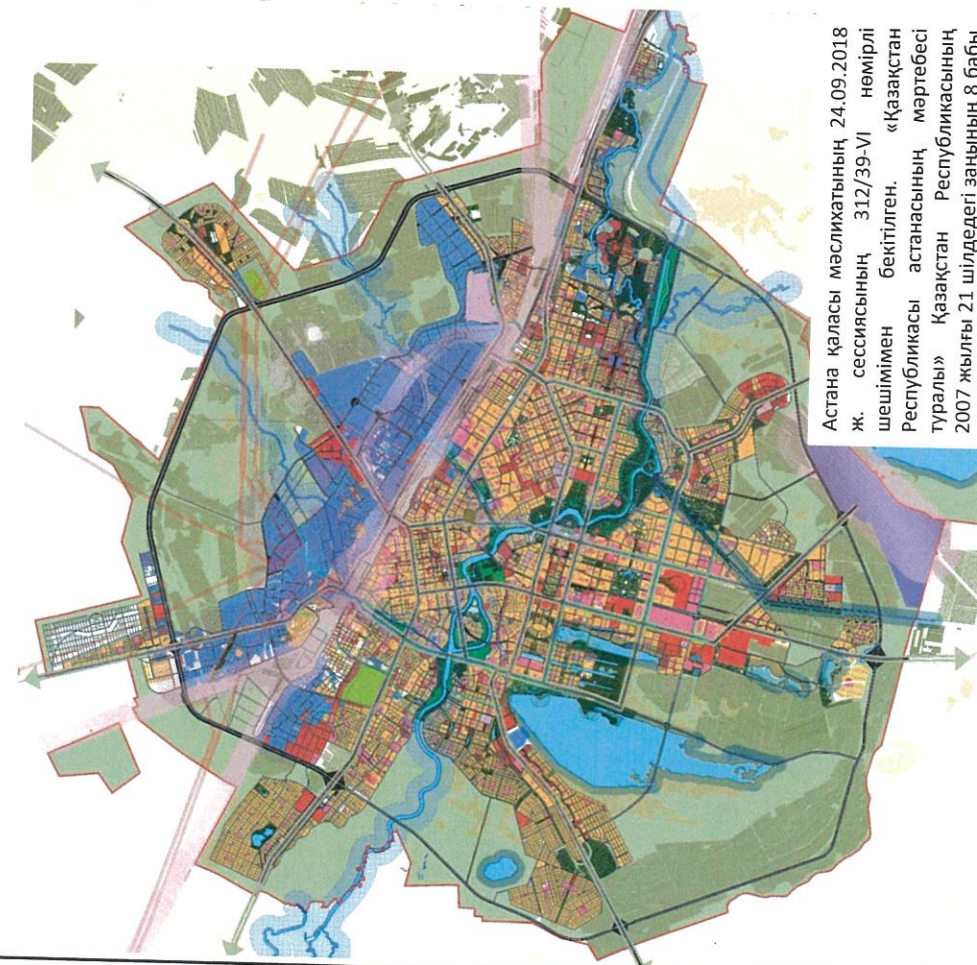 Астана қаласы мәслихатының 24.09.2018
ж. сессиясының 312/39-VI нөмірлі
шешімімен бекітілген. «Қазақстан
Республикасы астанасының мәртебесі
туралы» Қазақстан Республикасының
2007 жылғы 21 шілдедегі заңының 8 бабы